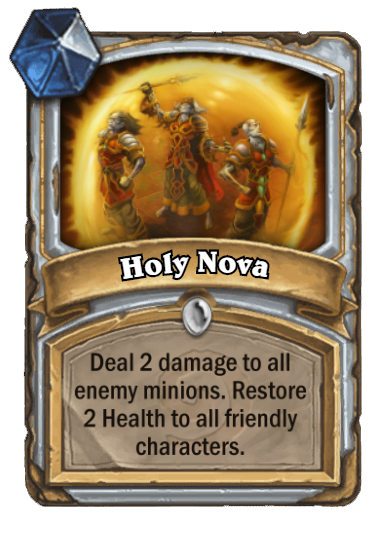 Holy Nova
Deal 2 damage to all
enemy minions. Restore
2 Health to all friendly
characters.